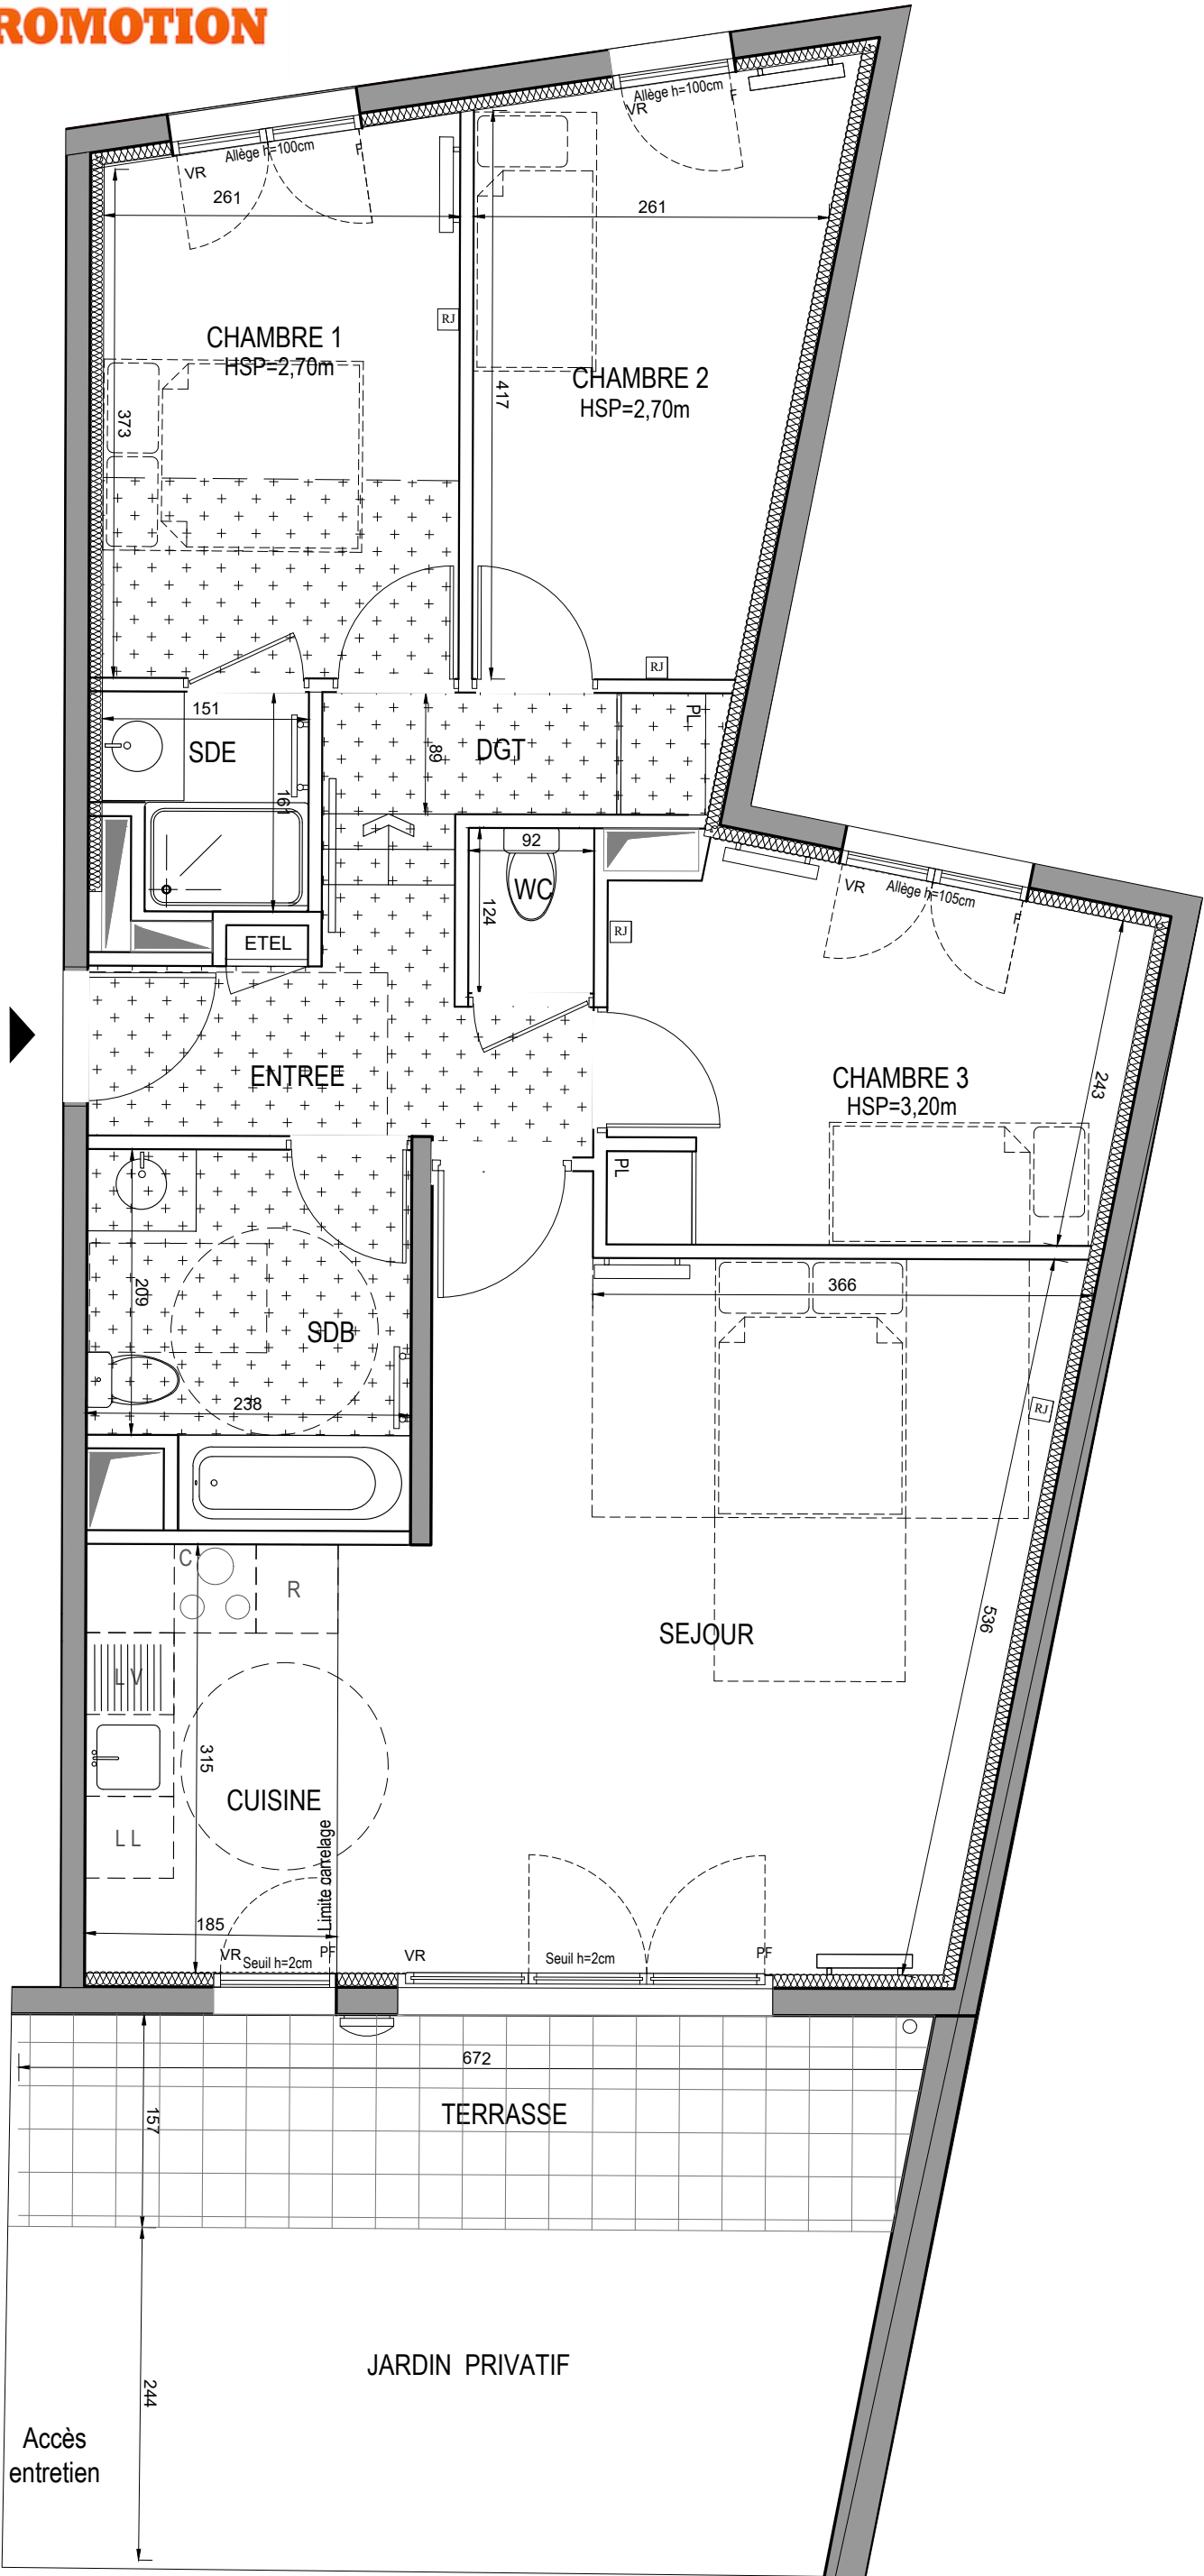 ROMOTION
Allège h=100cm
VR
F
Allège h=100cm
VR
F
261
261
RJ
CHAMBRE 1
HSP=2,70m
CHAMBRE 2
HSP=2,70m
373
417
RJ
151
SDE
161
89
DGT
PL
92
WC
124
ETEL
RJ
VR
Allège h=105cm
F
ENTREE
CHAMBRE 3
HSP=3,20m
243
PL
209
SDB
238
366
RJ
C
R
LV
SEJOUR
536
315
CUISINE
LL
Limite carrelage
185
VR
Seuil h=2cm
PF
VR
Seuil h=2cm
PF
672
157
TERRASSE
JARDIN PRIVATIF
244
Accès
entretien